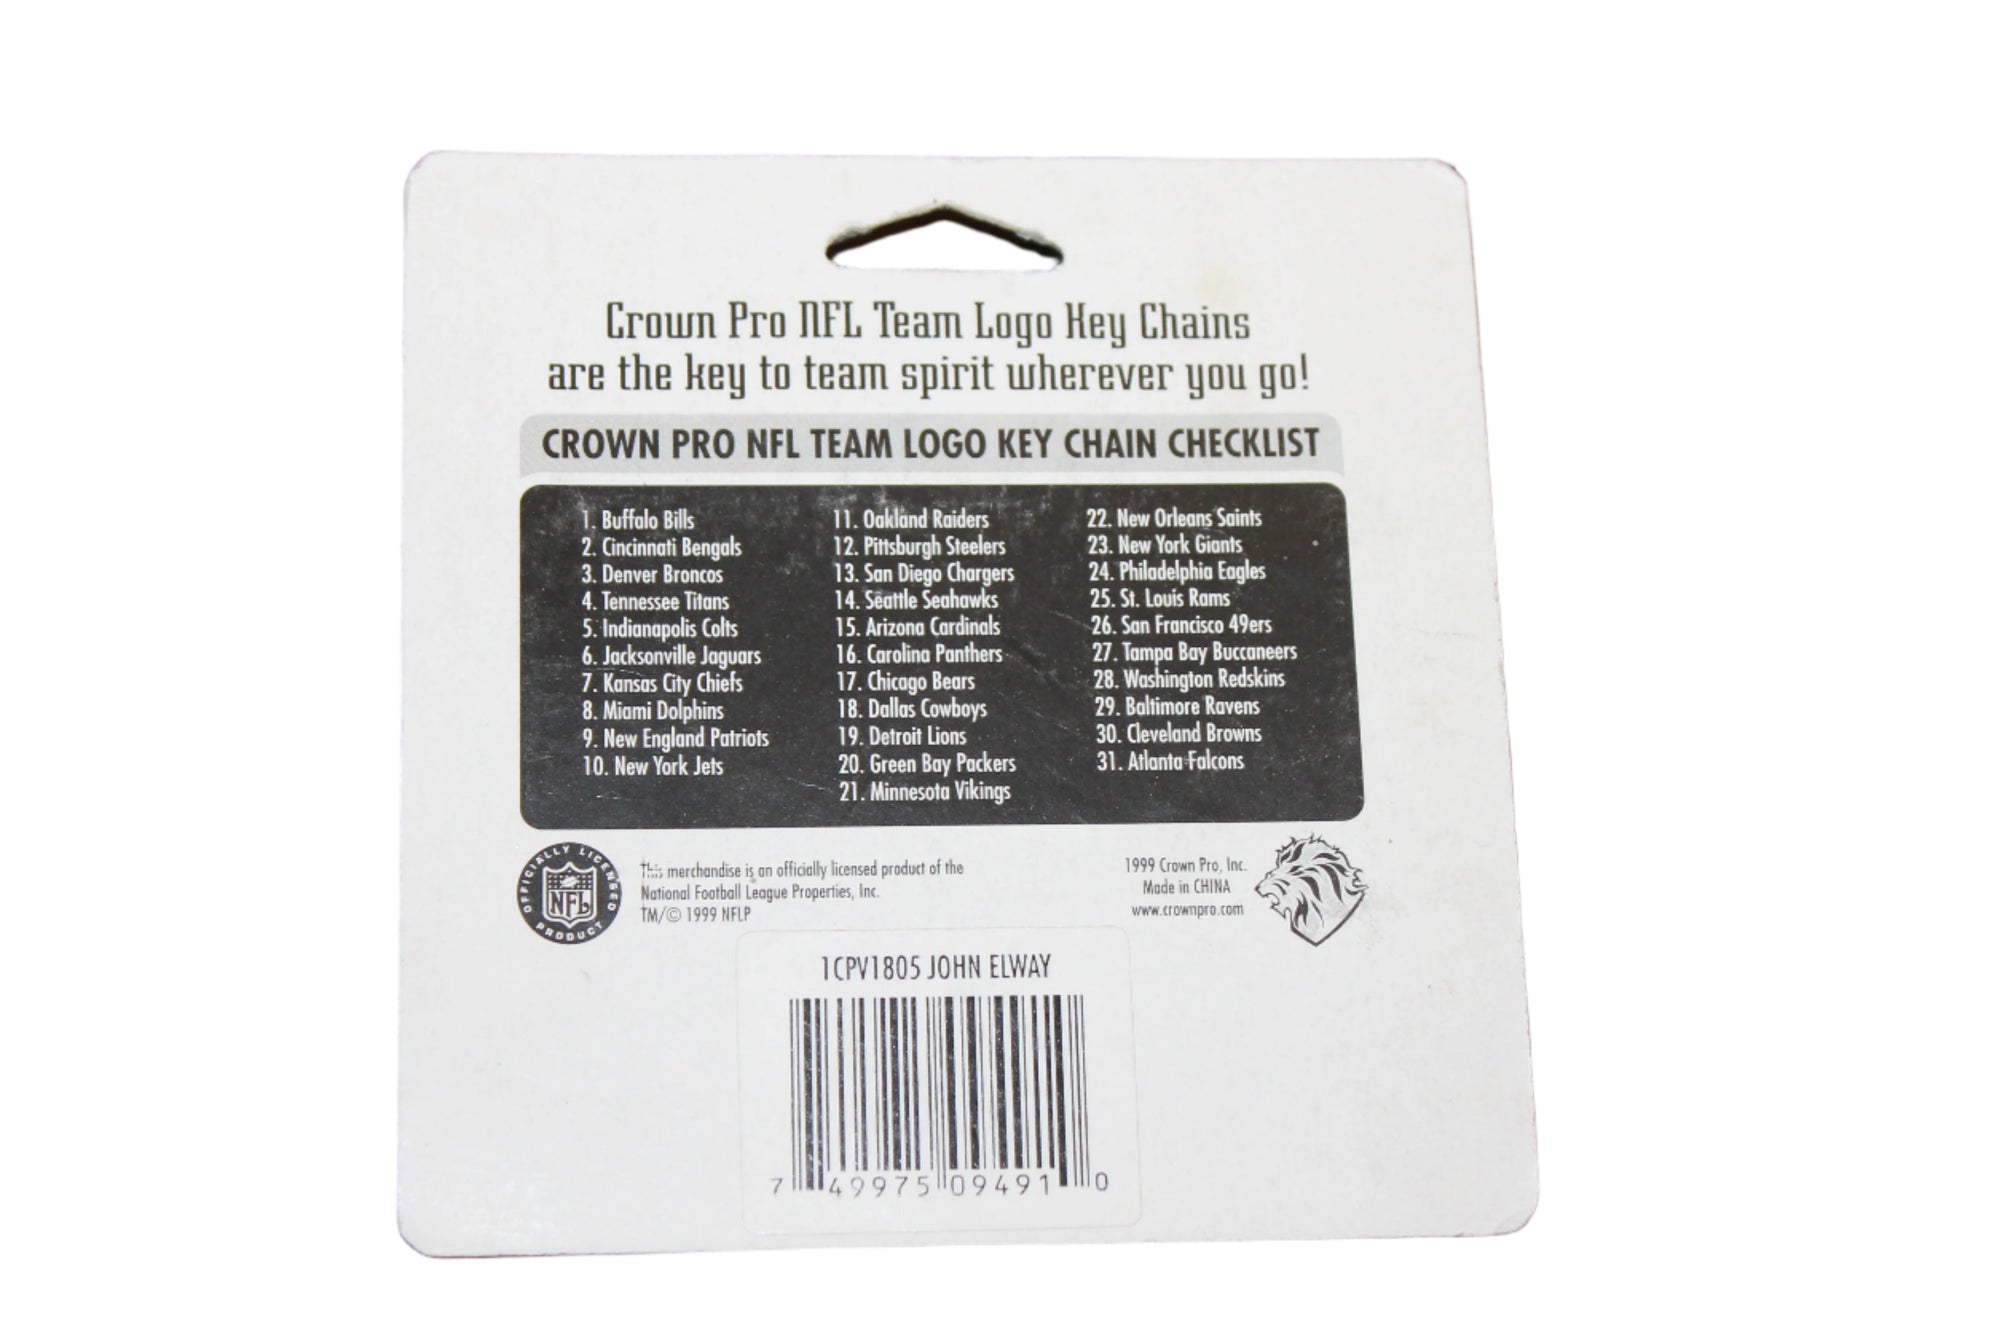 Crown Pro NFL Team Logo Key Chains
are the key to team spirit wherever you go!
CROWN PRO NFL TEAM LOGO KEY CHAIN CHECKLIST
1. Buffalo Bills
2. Cincinnati Bengals
3. Denver Broncos
4. Tennessee Titans
5. Indianapolis Colts
6. Jacksonville Jaguars
7. Kansas City Chiefs
8. Miami Dolphins
9. New England Patriots
10. New York Jets
11. Oakland Raiders
12. Pittsburgh Steelers
13. San Diego Chargers
14. Seattle Seahawks
15. Arizona Cardinals
16. Carolina Panthers
17. Chicago Bears
18. Dallas Cowboys
19. Detroit Lions
20. Green Bay Packers
21. Minnesota Vikings
22. New Orleans Saints
23. New York Giants
24. Philadelphia Eagles
25. St. Louis Rams
26. San Francisco 49ers
27. Tampa Bay Buccaneers
28. Washington Redskins
29. Baltimore Ravens
30. Cleveland Browns
31. Atlanta Falcons
OFFICIALLY LICENSED
NFL
PRODUCT
This merchandise is an officially licensed product of the
National Football League Properties, Inc.
TM/© 1999 NFLP
1999 Crown Pro, Inc.
Made in CHINA
www.crownpro.com
1CPV1805 JOHN ELWAY
7 49975 09491 0